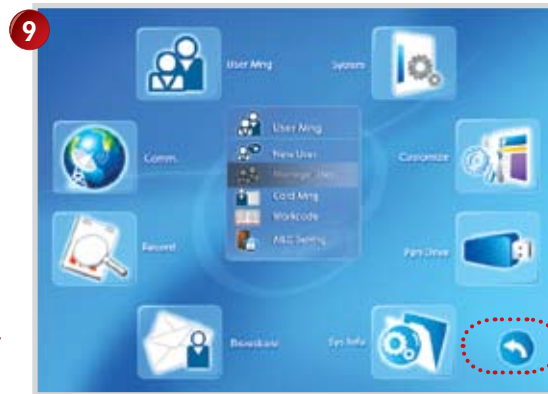 9
User Mng
System
User Mng
New User
Manage User
Comm.
Customize
Card Mng
Workcode
Record
Pen Drive
Sys Info